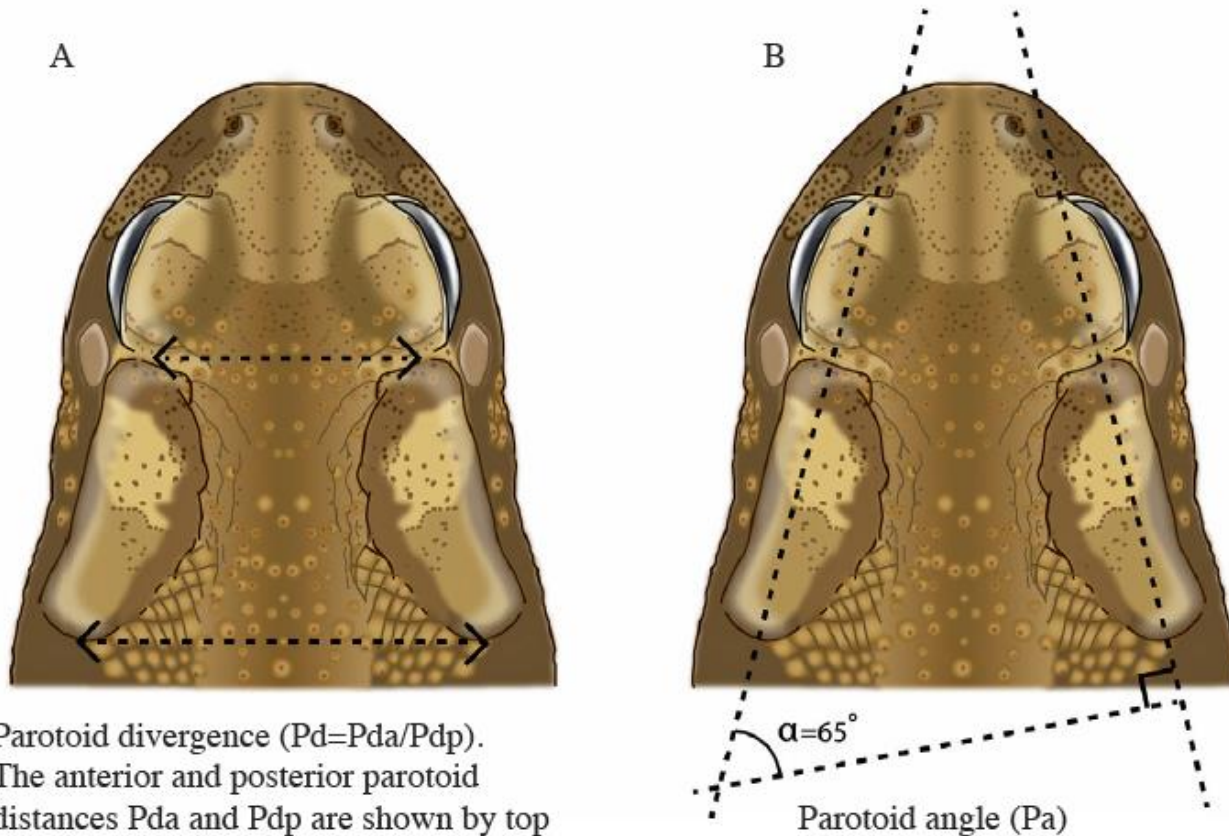 A
B
α=65°
Parotoid divergence (Pd=Pda/Pdp).
The anterior and posterior parotoid
distances Pda and Pdp are shown by top
Parotoid angle (Pa)